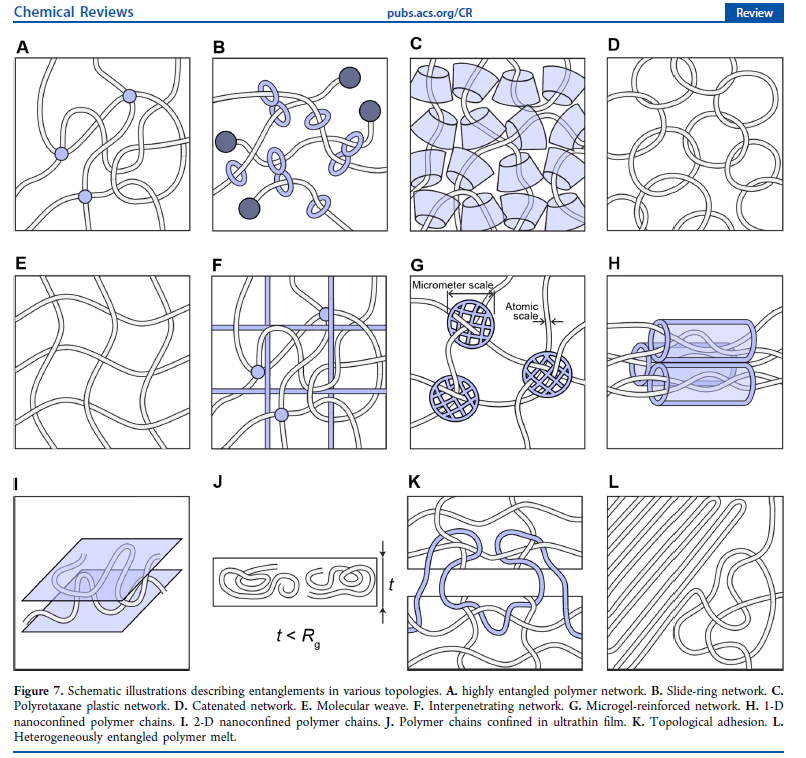 Chemical Reviews pubs.acs.org/CR Review
A B C D
E F G H
Micrometer scale
Atomic
scale
I J K L
t
t < Rg
Figure 7. Schematic illustrations describing entanglements in various topologies. A. highly entangled polymer network. B. Slide-ring network. C.
Polyrotaxane plastic network. D. Catenated network. E. Molecular weave. F. Interpenetrating network. G. Microgel-reinforced network. H. 1-D
nanoconfined polymer chains. I. 2-D nanoconfined polymer chains. J. Polymer chains confined in ultrathin film. K. Topological adhesion. L.
Heterogeneously entangled polymer melt.